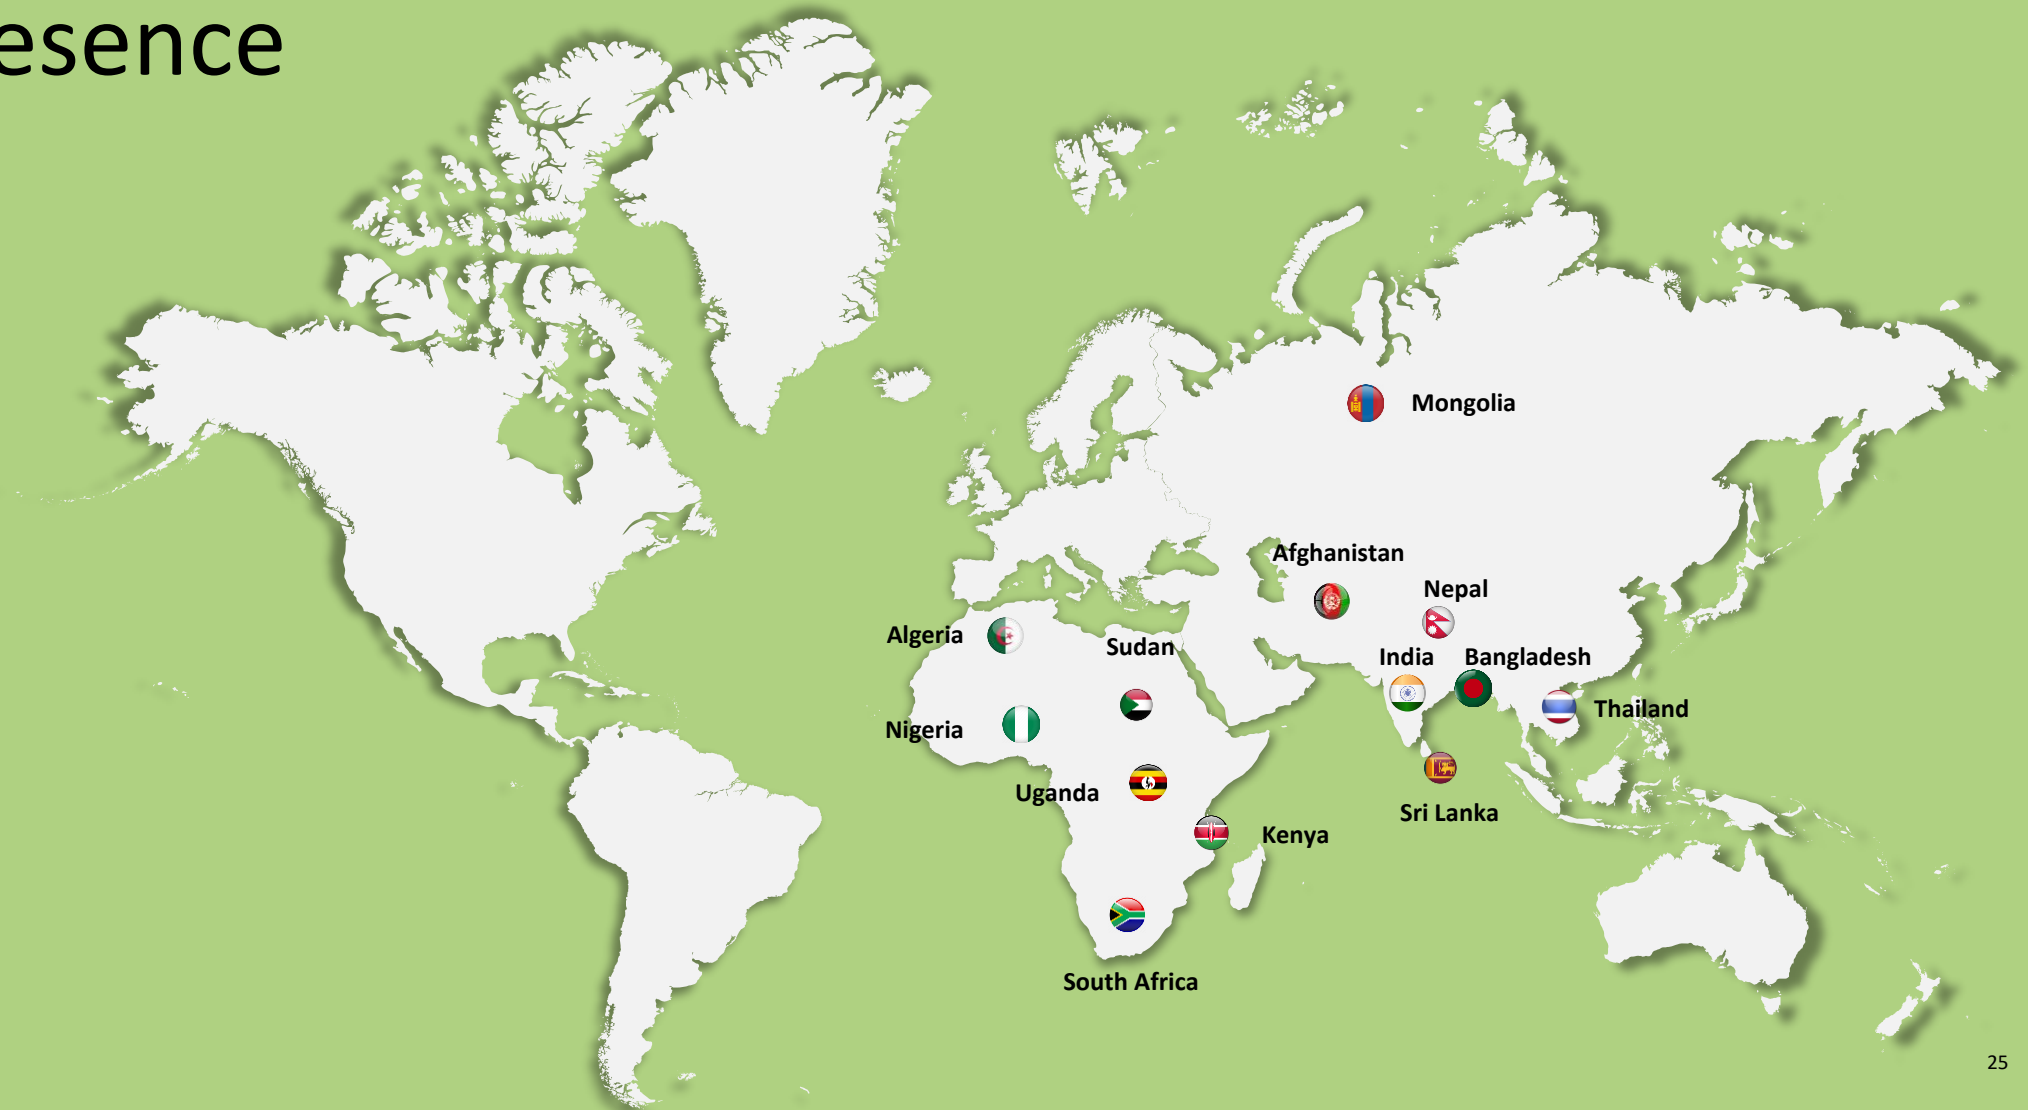 esence
Mongolia
Afghanistan
Nepal
Algeria
Sudan
India
Bangladesh
Thailand
Nigeria
Uganda
Sri Lanka
Kenya
South Africa
25